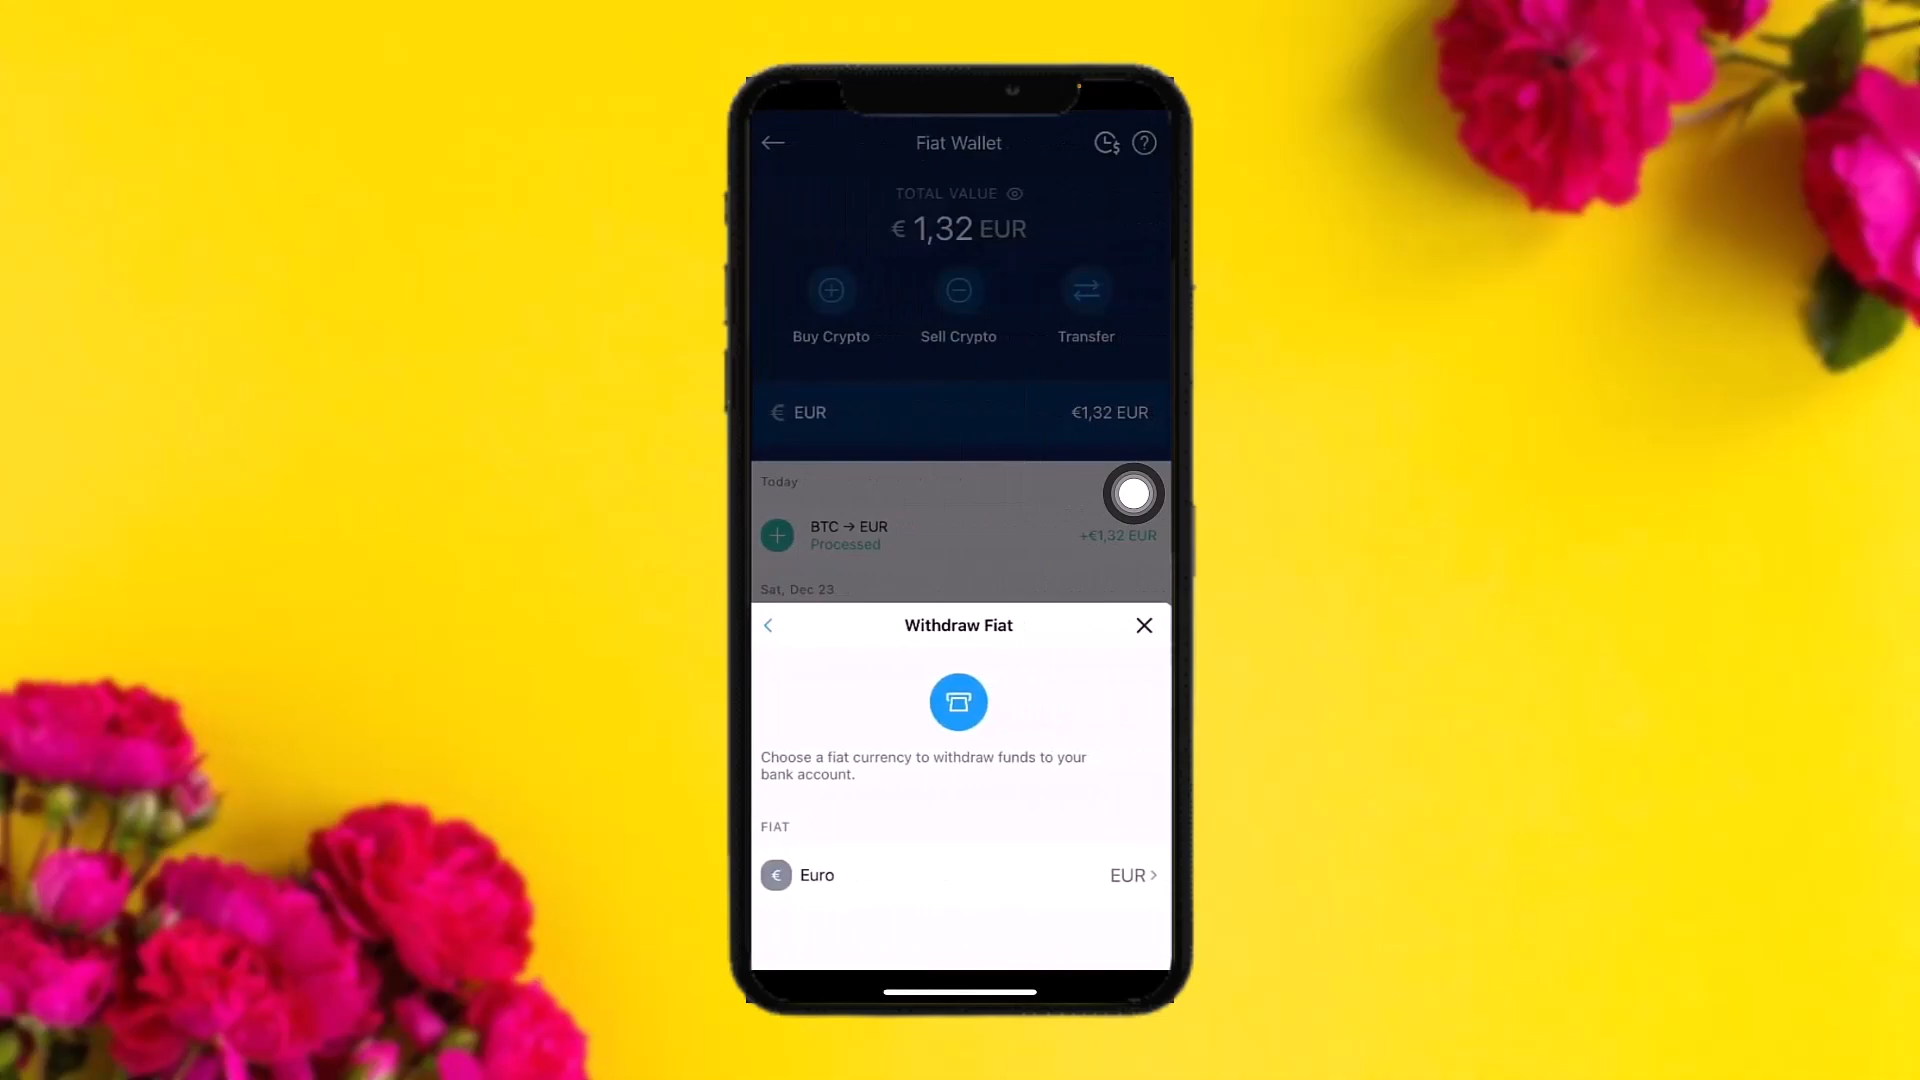 Fiat Wallet
TOTAL VALUE
€ 1,32 EUR
Buy Crypto
Sell Crypto
Transfer
€ EUR
€1,32 EUR
Today
BTC → EUR
+€1,32 EUR
Processed
Sat, Dec 23
Withdraw Fiat
Choose a fiat currency to withdraw funds to your
bank account.
FIAT
€ Euro
EUR >